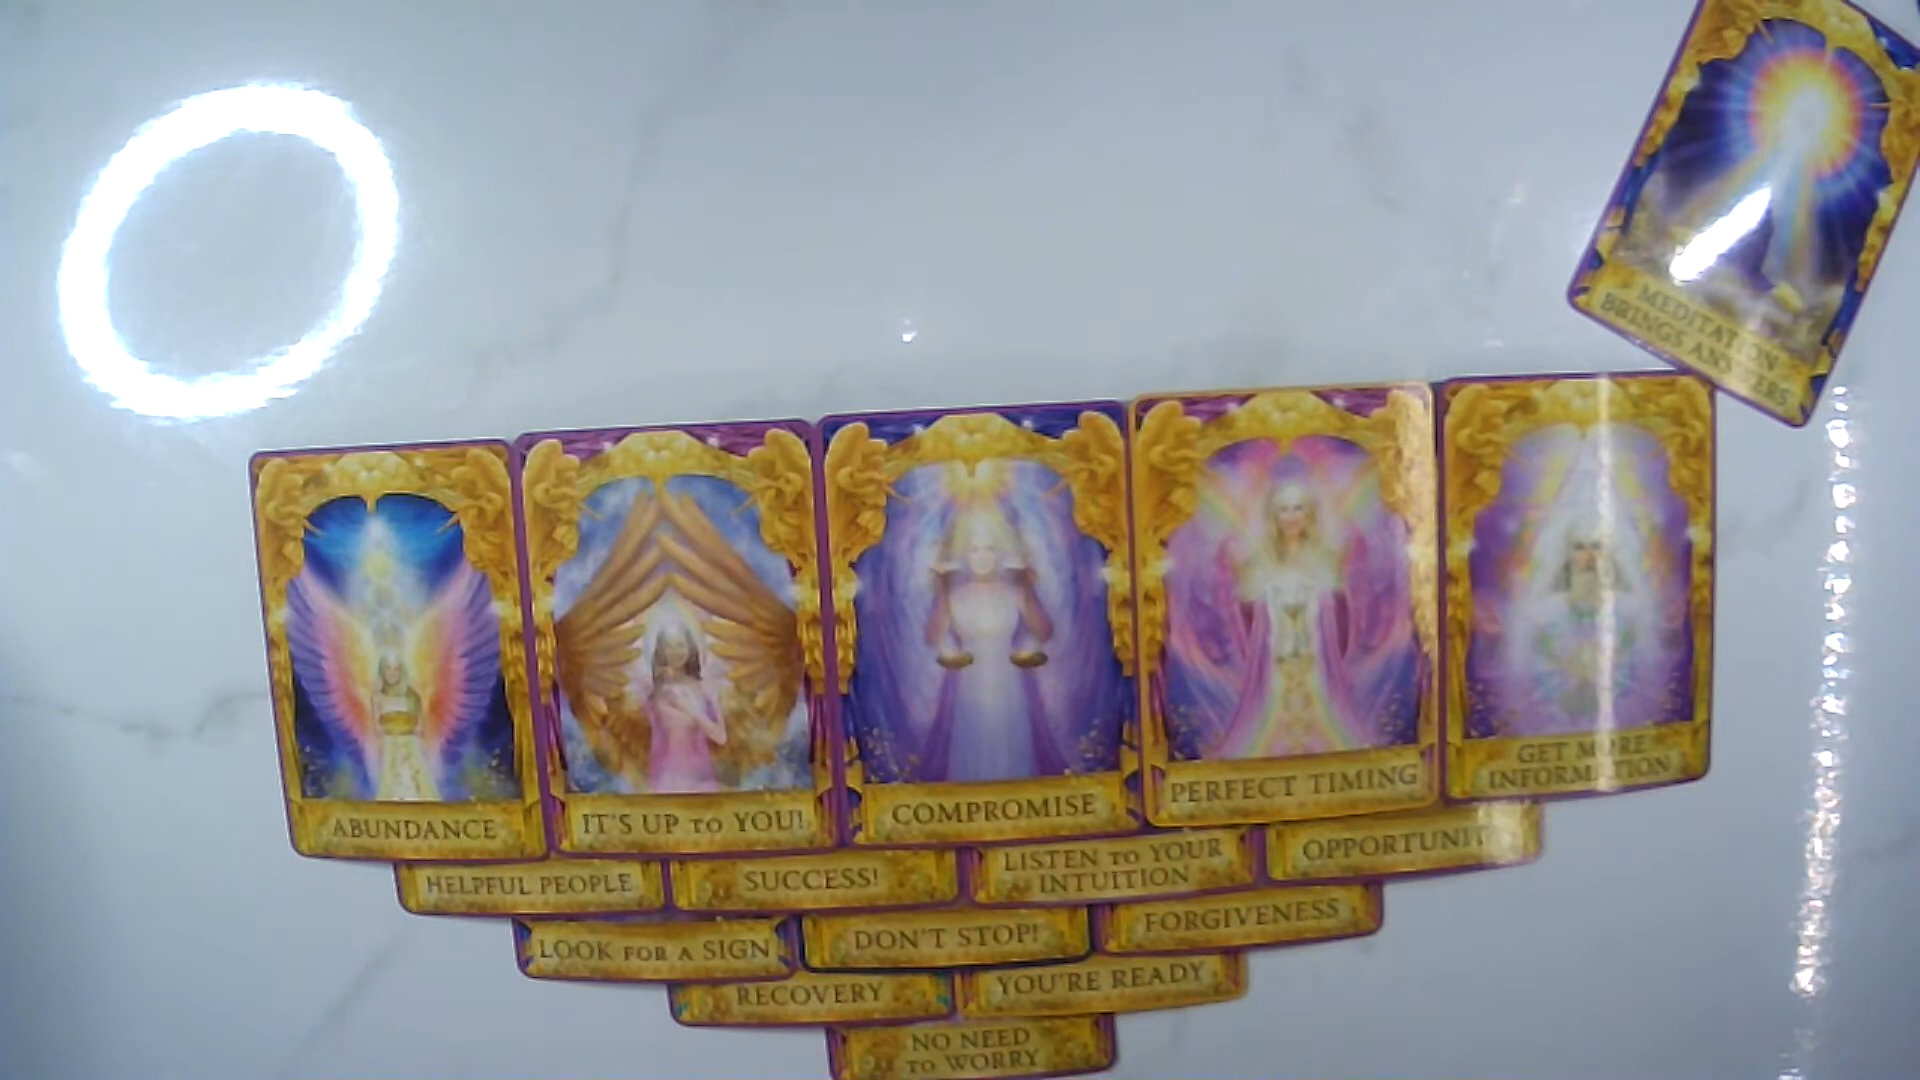 MEDITATION
BRINGS ANSWERS
ABUNDANCE
IT'S UP to YOU!
COMPROMISE
PERFECT TIMING
GET MORE
INFORMATION
HELPFUL PEOPLE
SUCCESS!
LISTEN to YOUR
INTUITION
OPPORTUNITY
LOOK FOR A SIGN
DON'T STOP!
FORGIVENESS
RECOVERY
YOU'RE READY
NO NEED
to WORRY